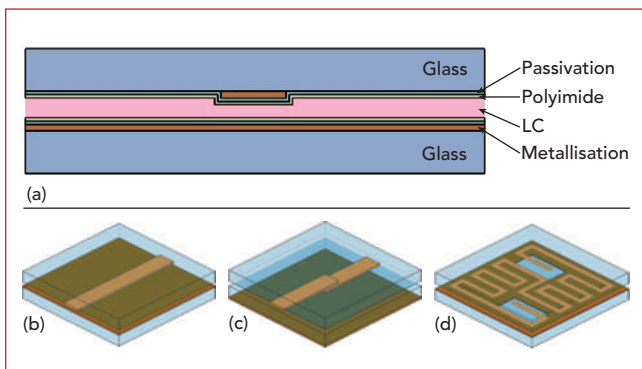 Glass
Passivation
Polyimide
LC
Glass
Metallisation
(a)
(b)
(c)
(d)